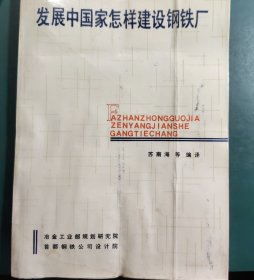 发展中国家怎样建设钢铁厂
FAZHANZHONGGUOJIA
ZENYANGJIANSHE
GANGTIECHANG
苏南海 等 编译
冶金工业部规划研究院
首都钢铁公司设计院